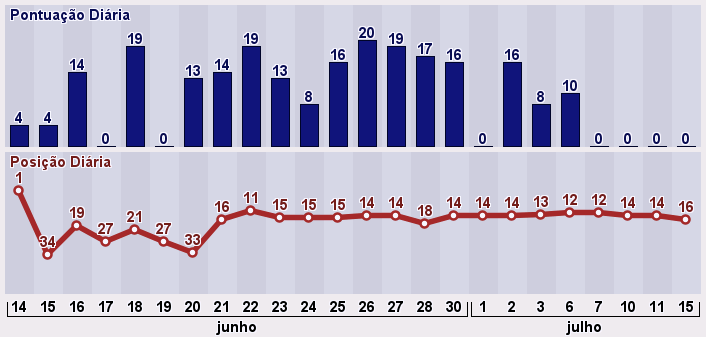 Pontuação Diária
4 4 14 0 19 0 13 14 19 13 8 16 20 19 17 16 0 16 8 10 0 0 0 0
Posição Diária
1 34 19 27 21 27 33 16 11 15 15 15 14 14 18 14 14 14 13 12 12 14 14 16
14 15 16 17 18 19 20 21 22 23 24 25 26 27 28 30 1 2 3 6 7 10 11 15
junho julho